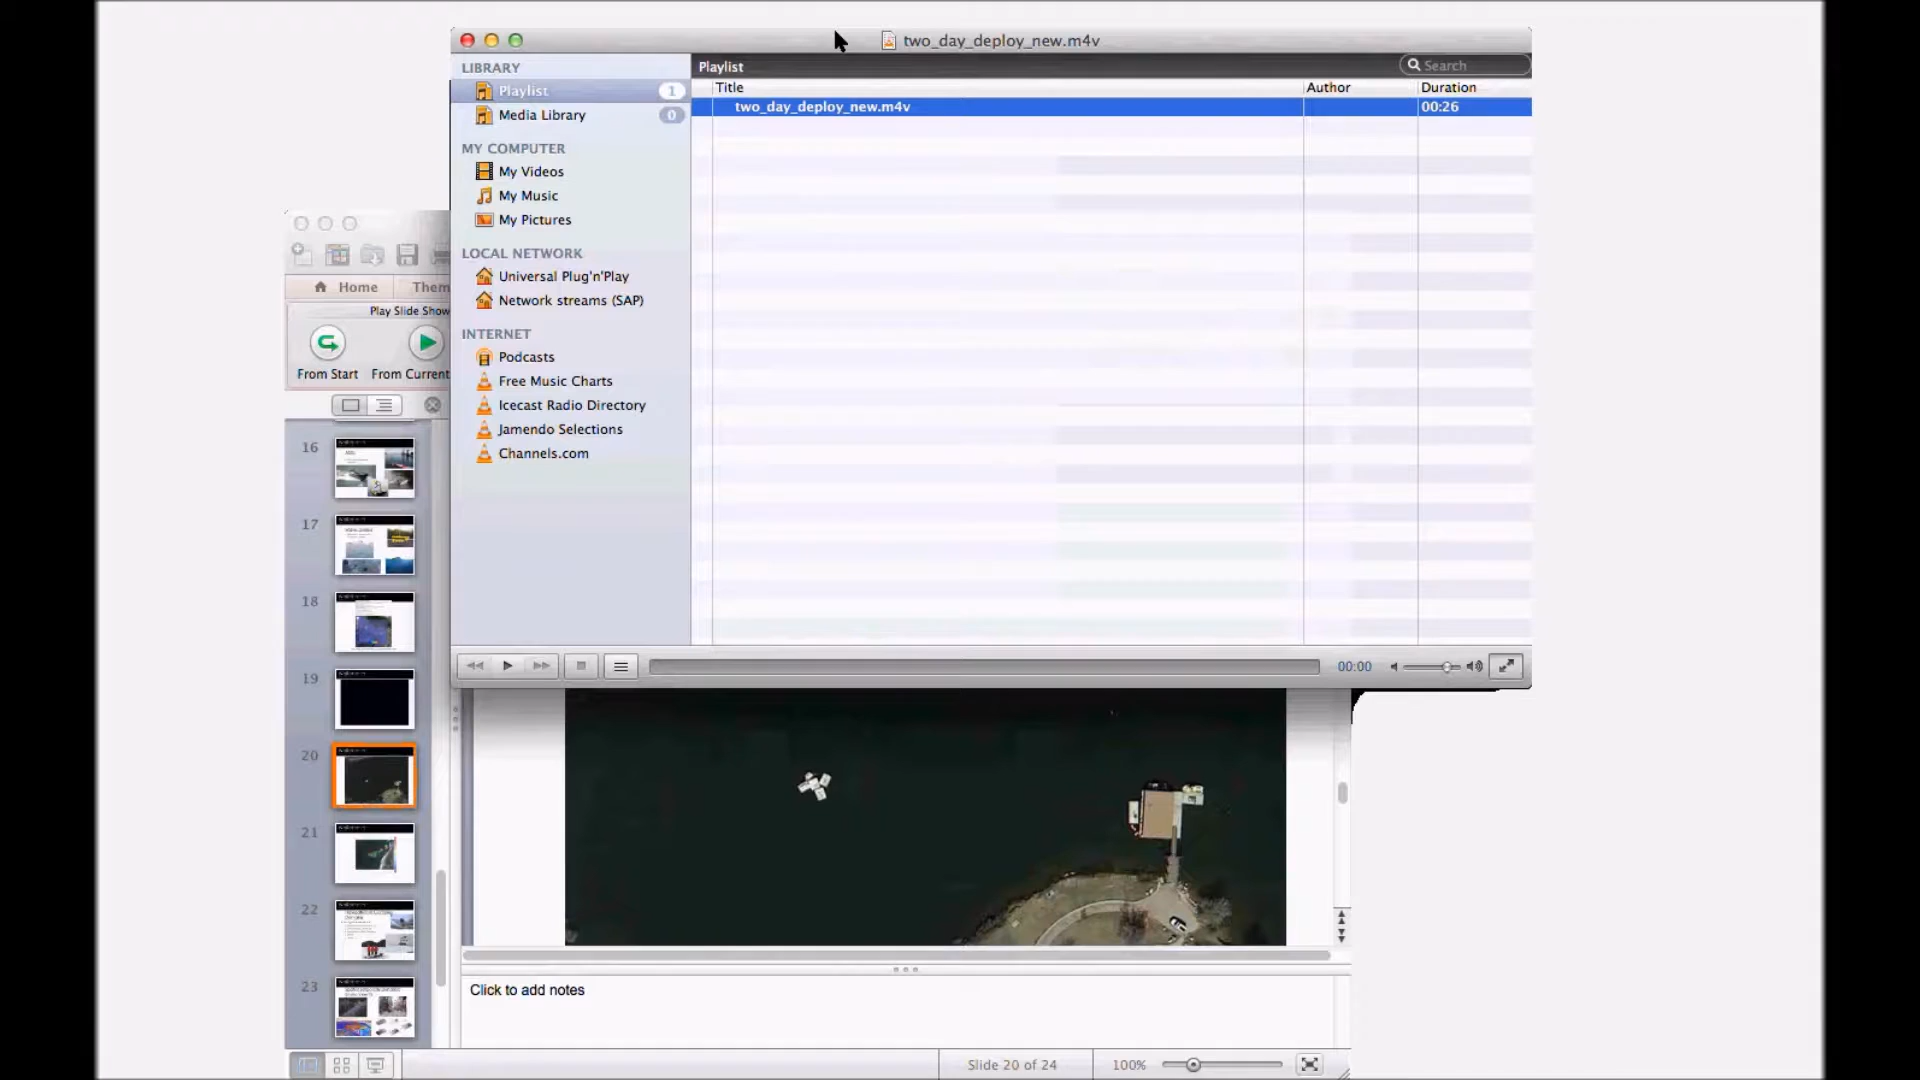 two_day_deploy_new.m4v
LIBRARY
Playlist 1
Media Library 0
MY COMPUTER
My Videos
My Music
My Pictures
LOCAL NETWORK
Universal Plug'n'Play
Network streams (SAP)
INTERNET
Podcasts
Free Music Charts
Icecast Radio Directory
Jamendo Selections
Channels.com
Playlist
Search
Title Author Duration
two_day_deploy_new.m4v 00:26
00:00
Home Them
Play Slide Show
From Start From Current
16
17
18
19
20
21
22
23
Click to add notes
Slide 20 of 24 100%